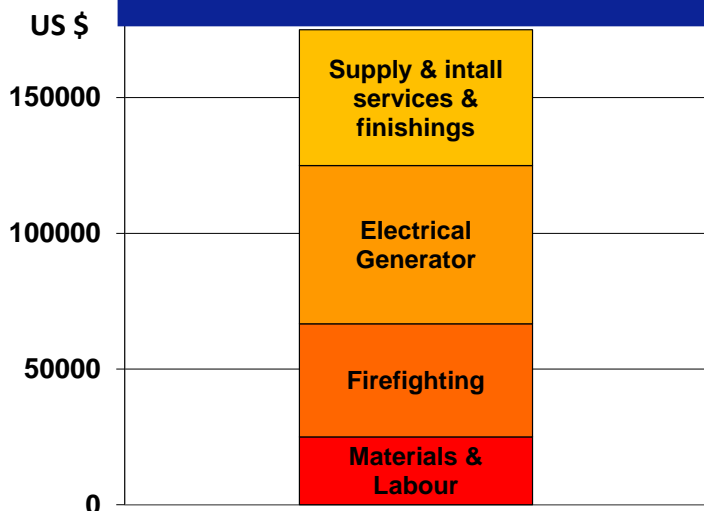 US $
150000
100000
50000
0
Supply & intall
services &
finishings
Electrical
Generator
Firefighting
Materials &
Labour